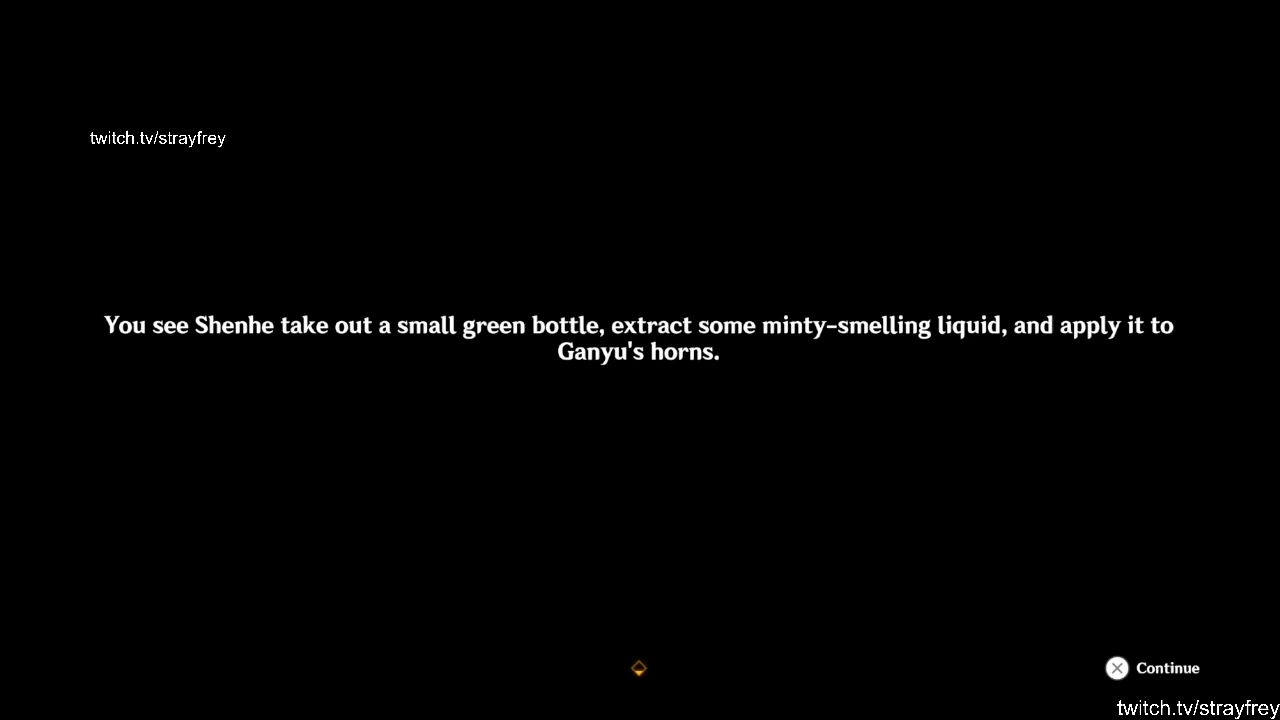 twitch.tv/strayfrey
You see Shenhe take out a small green bottle, extract some minty-smelling liquid, and apply it to
Ganyu's horns.
Continue
twitch.tv/strayfrey